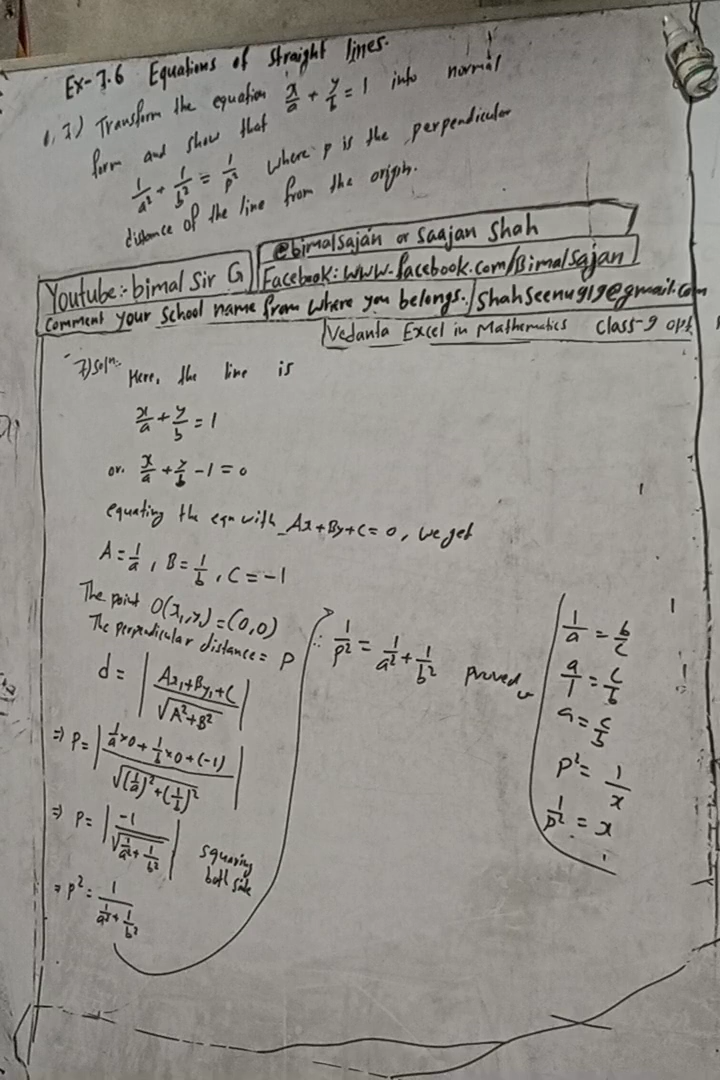 Ex-7.6 Equations of straight lines.
Transform the equation x/a + y/b = 1 into normal
form and show that
1/a² + 1/b² = 1/p² where p is the perpendicular
distance of the line from the origin.
@bimalsajan or Saajan Shah
Youtube:- bimal Sir G
Facebook: www.facebook.com/Bimalsajan
Comment your School name from where you belongs. / shahseenu919@gmail.com
Vedanta Excel in Mathematics Class-9 opt
7) Solⁿ:
Here, the line is
x/a + y/b = 1
or, x/a + y/b - 1 = 0
equating the eqn with Ax+By+C=0, we get
A = 1/a , B = 1/b , C = -1
The point O(x₁,y₁) = (0,0)
The perpendicular distance = P
d = |(Ax₁+By₁+C)/√(A²+B²)|
⇒ P = |(1/a×0 + 1/b×0 + (-1))/√((1/a)²+(1/b)²)|
⇒ P = |-1/√(1/a²+1/b²)| squaring
both side
⇒ p² = 1/(1/a²+1/b²)
∴ 1/p² = 1/a² + 1/b² proved
1/a = b/c
a/1 = c/b
a = c/b
p² = 1/x
1/p² = x